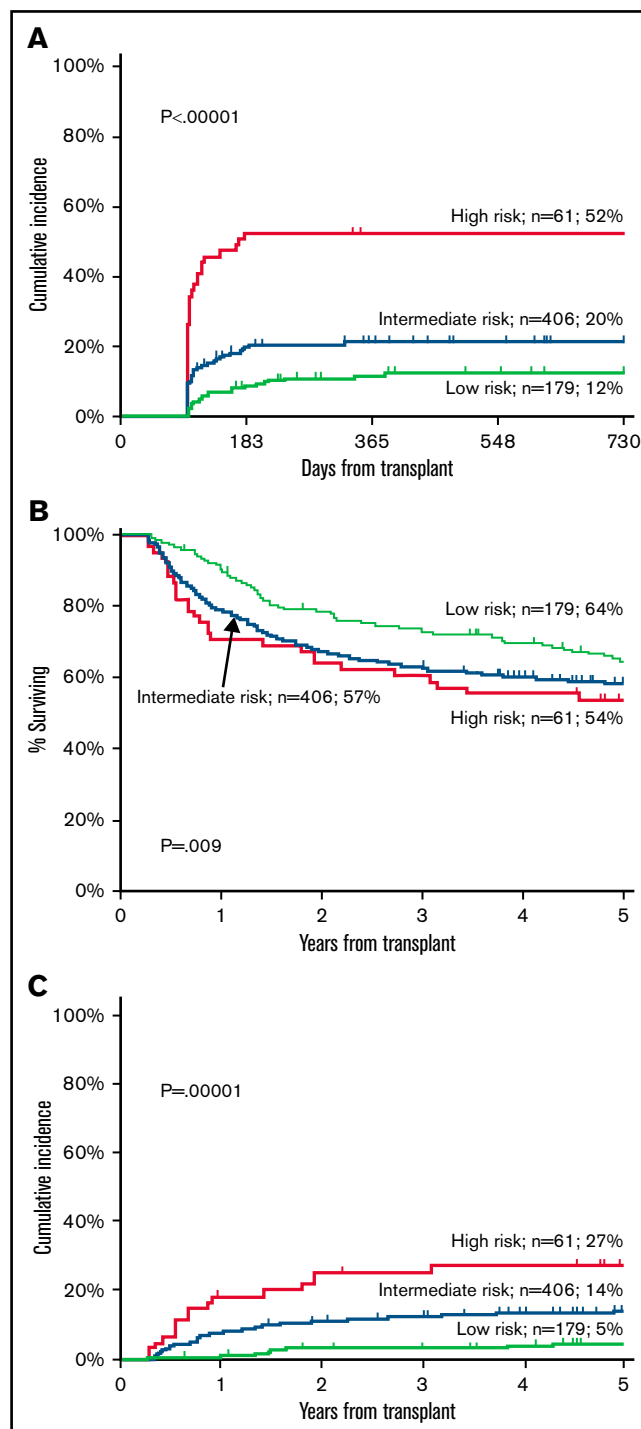 A
100%
80%
60%
40%
20%
0%
Cumulative incidence
P<.00001
High risk; n=61; 52%
Intermediate risk; n=406; 20%
Low risk; n=179; 12%
0 183 365 548 730
Days from transplant
B
100%
80%
60%
40%
20%
0%
% Surviving
Low risk; n=179; 64%
Intermediate risk; n=406; 57%
High risk; n=61; 54%
P=.009
0 1 2 3 4 5
Years from transplant
C
100%
80%
60%
40%
20%
0%
Cumulative incidence
P=.00001
High risk; n=61; 27%
Intermediate risk; n=406; 14%
Low risk; n=179; 5%
0 1 2 3 4 5
Years from transplant